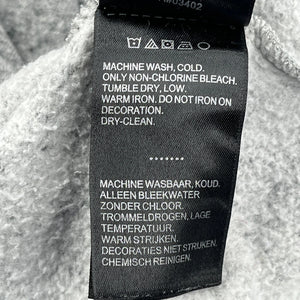 MACHINE WASH, COLD.
ONLY NON-CHLORINE BLEACH.
TUMBLE DRY, LOW.
WARM IRON. DO NOT IRON ON
DECORATION.
DRY-CLEAN.
•••••••
MACHINE WASBAAR, KOUD.
ALLEEN BLEEKWATER
ZONDER CHLOOR.
TROMMELDROGEN, LAGE
TEMPERATUUR.
WARM STRIJKEN.
DECORATIES NIET STRIJKEN.
CHEMISCH REINIGEN.